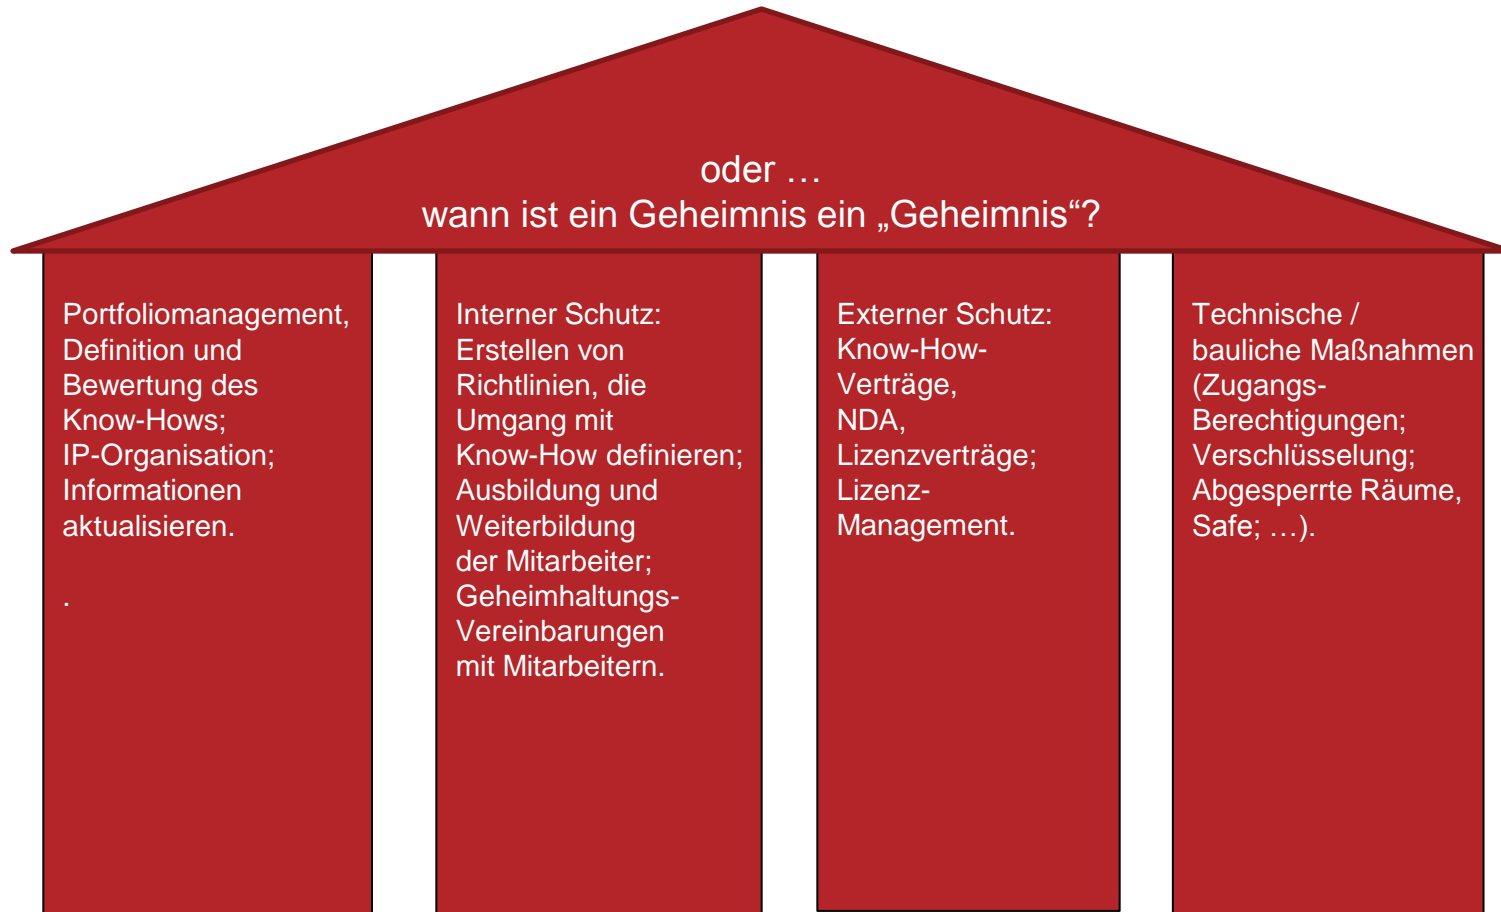 oder …
wann ist ein Geheimnis ein „Geheimnis“?
Portfoliomanagement,
Definition und
Bewertung des
Know-Hows;
IP-Organisation;
Informationen
aktualisieren.
.
Interner Schutz:
Erstellen von
Richtlinien, die
Umgang mit
Know-How definieren;
Ausbildung und
Weiterbildung
der Mitarbeiter;
Geheimhaltungs-
Vereinbarungen
mit Mitarbeitern.
Externer Schutz:
Know-How-
Verträge,
NDA,
Lizenzverträge;
Lizenz-
Management.
Technische /
bauliche Maßnahmen
(Zugangs-
Berechtigungen;
Verschlüsselung;
Abgesperrte Räume,
Safe; …).